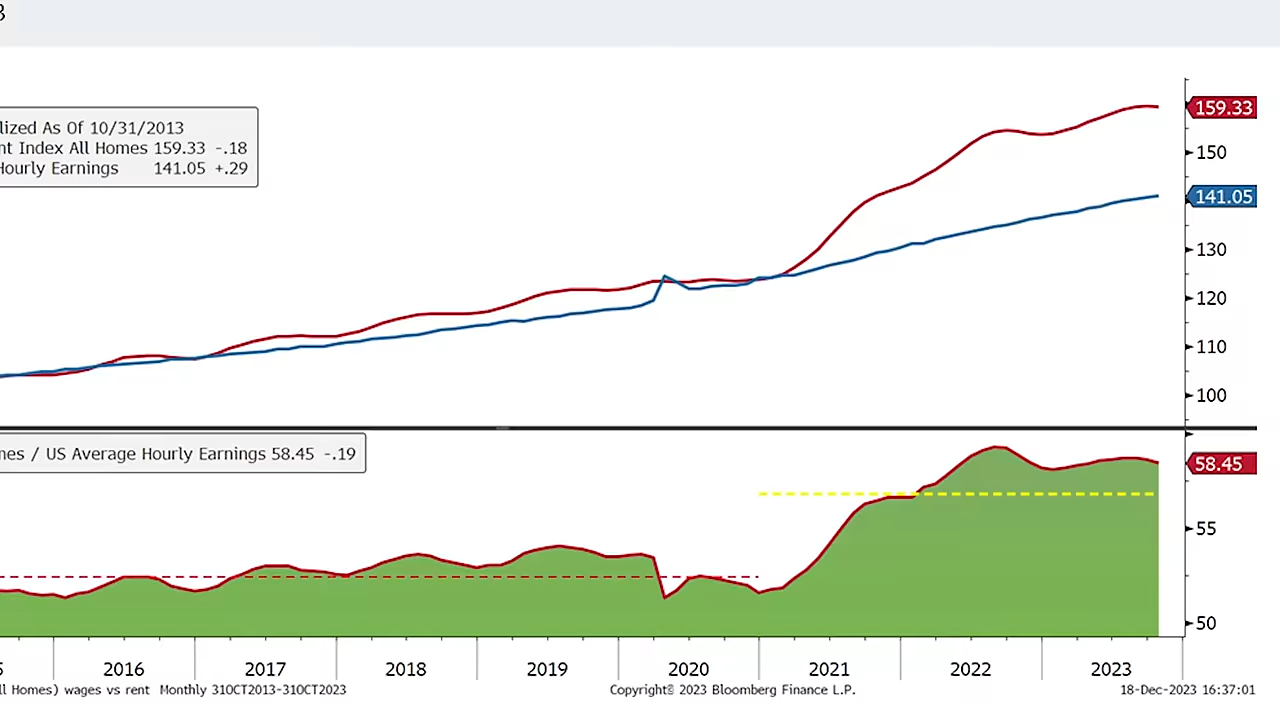 3
lized As Of 10/31/2013
nt Index All Homes 159.33 -.18
Hourly Earnings 141.05 +.29
159.33
150
141.05
130
120
110
100
nes / US Average Hourly Earnings 58.45 -.19
58.45
55
50
5 2016 2017 2018 2019 2020 2021 2022 2023
ll Homes) wages vs rent Monthly 31OCT2013-31OCT2023 Copyright 2023 Bloomberg Finance L.P. 18-Dec-2023 16:37:01